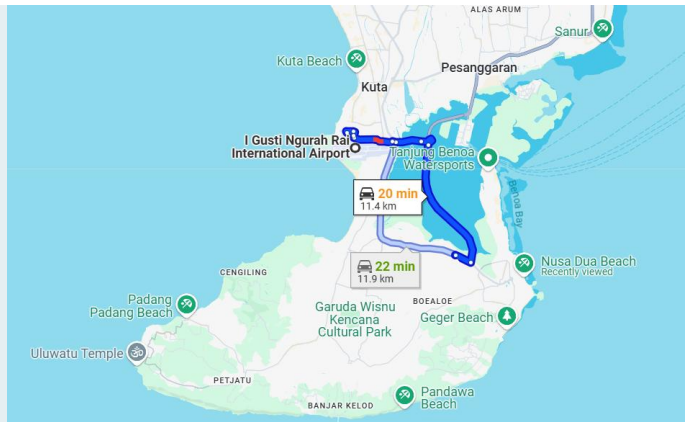 ALAS ARUM
Sanur
Kuta Beach
Pesanggaran
Kuta
I Gusti Ngurah Rai
International Airport
Tanjung Benoa
Watersports
20 min
11.4 km
Benoa Bay
22 min
11.9 km
Nusa Dua Beach
Recently viewed
CENGILING
Padang
Padang Beach
Garuda Wisnu
Kencana
Cultural Park
BOEALOE
Geger Beach
Uluwatu Temple
PETJATU
Pandawa
Beach
BANJAR KELOD